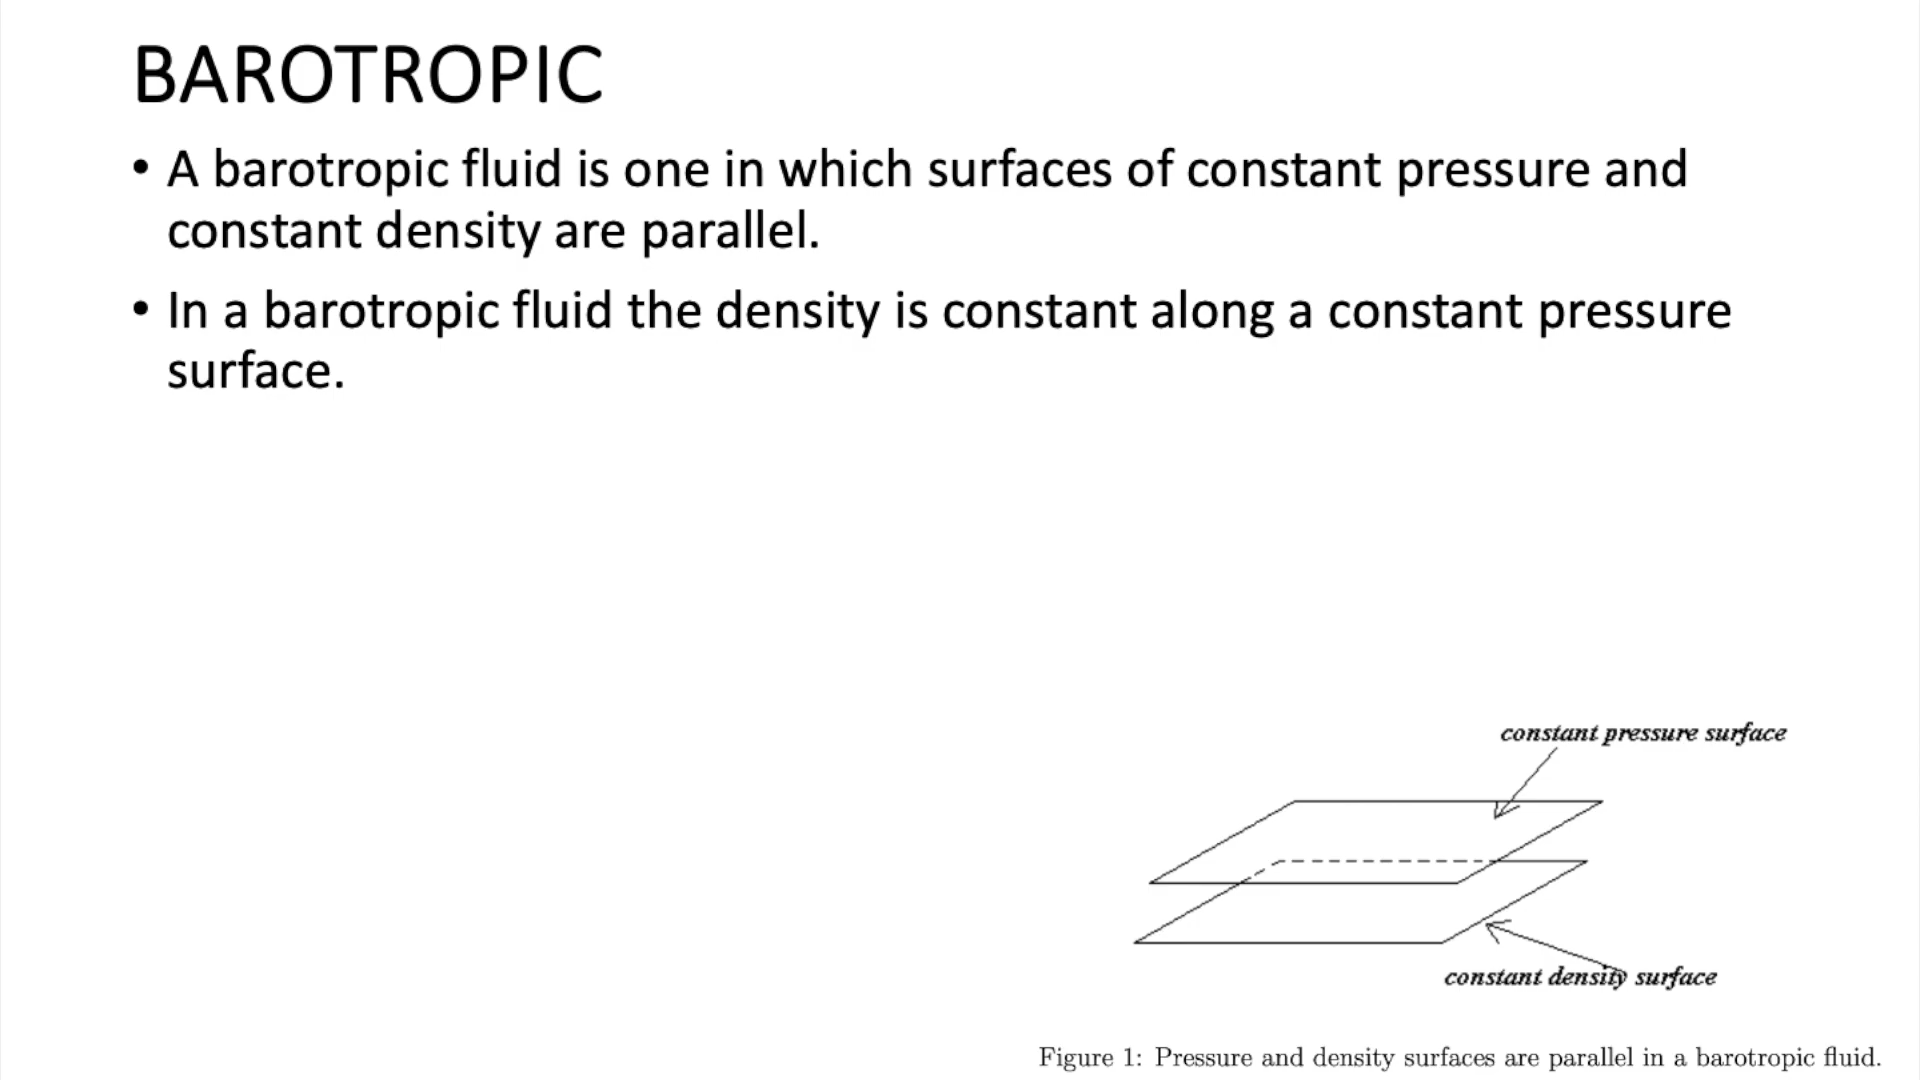 BAROTROPIC
• A barotropic fluid is one in which surfaces of constant pressure and
constant density are parallel.
• In a barotropic fluid the density is constant along a constant pressure
surface.
constant pressure surface
constant density surface
Figure 1: Pressure and density surfaces are parallel in a barotropic fluid.